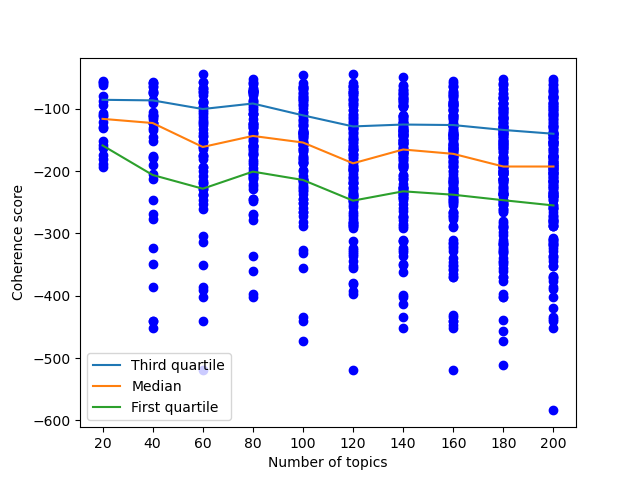 −100
−200
−300
−400
−500
−600
Coherence score
Third quartile
Median
First quartile
20 40 60 80 100 120 140 160 180 200
Number of topics